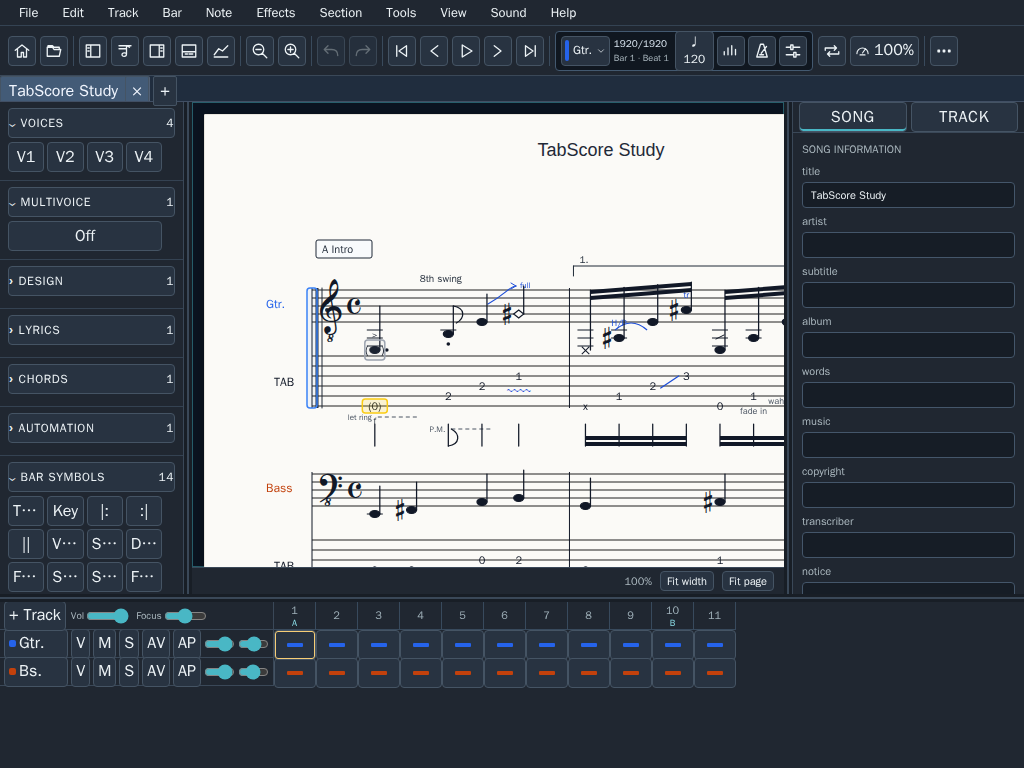 File Edit Track Bar Note Effects Section Tools View Sound Help
Gtr. 1920/1920 Bar 1 · Beat 1 ♩ 120 100%
TabScore Study × +
VOICES 4
V1 V2 V3 V4
MULTIVOICE 1
Off
DESIGN 1
LYRICS 1
CHORDS 1
AUTOMATION 1
BAR SYMBOLS 14
T··· Key |: :|
|| V··· S··· D···
F··· S··· S··· F···
TabScore Study
A Intro
1.
8th swing
full
Gtr.
8
H/P
tr
TAB
(0) 2 2 1 x 1 2 3 0 1
let ring
P.M.
fade in
wah
Bass
8
TAB
0 2 1
100% Fit width Fit page
SONG TRACK
SONG INFORMATION
title
TabScore Study
artist
subtitle
album
words
music
copyright
transcriber
notice
+ Track Vol Focus 1 2 3 4 5 6 7 8 9 10 11
A B
Gtr. V M S AV AP
Bs. V M S AV AP